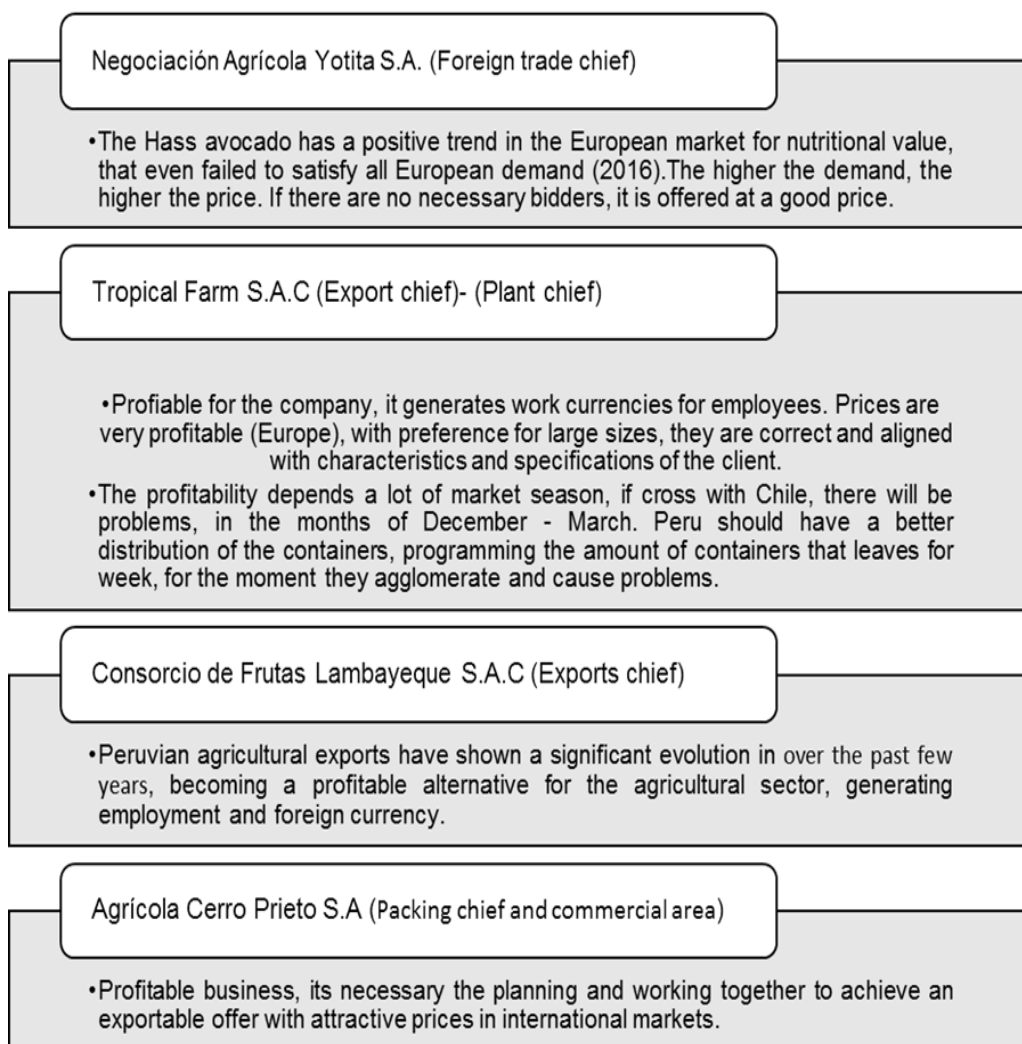 Negociación Agrícola Yotita S.A. (Foreign trade chief)
•The Hass avocado has a positive trend in the European market for nutritional value,
that even failed to satisfy all European demand (2016).The higher the demand, the
higher the price. If there are no necessary bidders, it is offered at a good price.
Tropical Farm S.A.C (Export chief)- (Plant chief)
•Profiable for the company, it generates work currencies for employees. Prices are
very profitable (Europe), with preference for large sizes, they are correct and aligned
with characteristics and specifications of the client.
•The profitability depends a lot of market season, if cross with Chile, there will be
problems, in the months of December - March. Peru should have a better
distribution of the containers, programming the amount of containers that leaves for
week, for the moment they agglomerate and cause problems.
Consorcio de Frutas Lambayeque S.A.C (Exports chief)
•Peruvian agricultural exports have shown a significant evolution in over the past few
years, becoming a profitable alternative for the agricultural sector, generating
employment and foreign currency.
Agrícola Cerro Prieto S.A (Packing chief and commercial area)
•Profitable business, its necessary the planning and working together to achieve an
exportable offer with attractive prices in international markets.